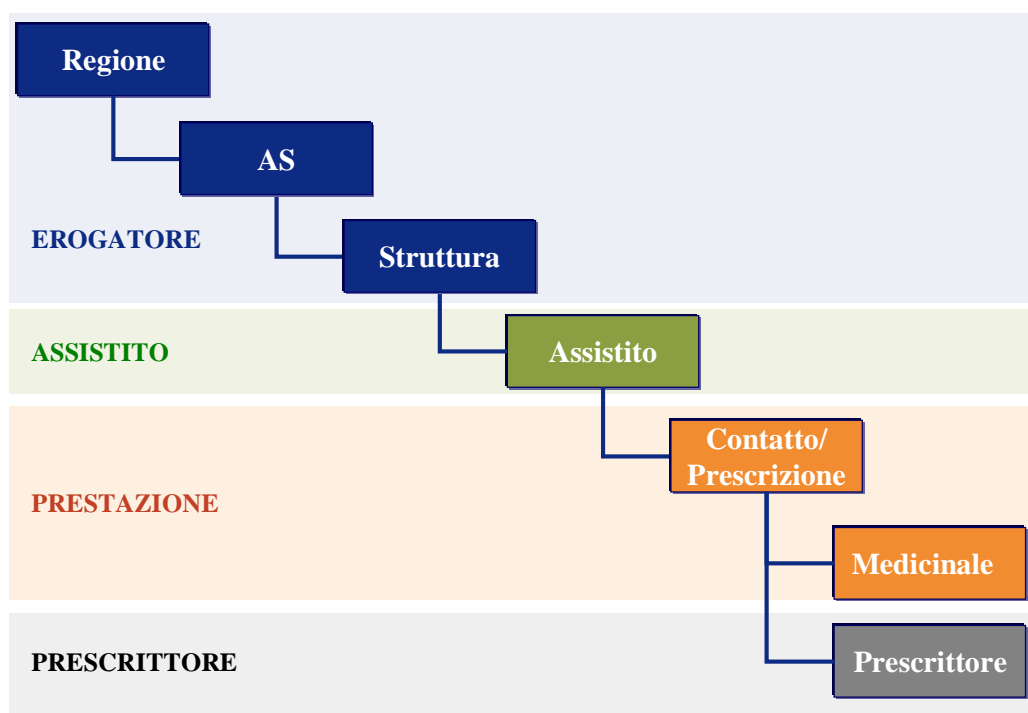 Regione
AS
EROGATORE
Struttura
ASSISTITO
Assistito
Contatto/
Prescrizione
PRESTAZIONE
Medicinale
PRESCRITTORE
Prescrittore